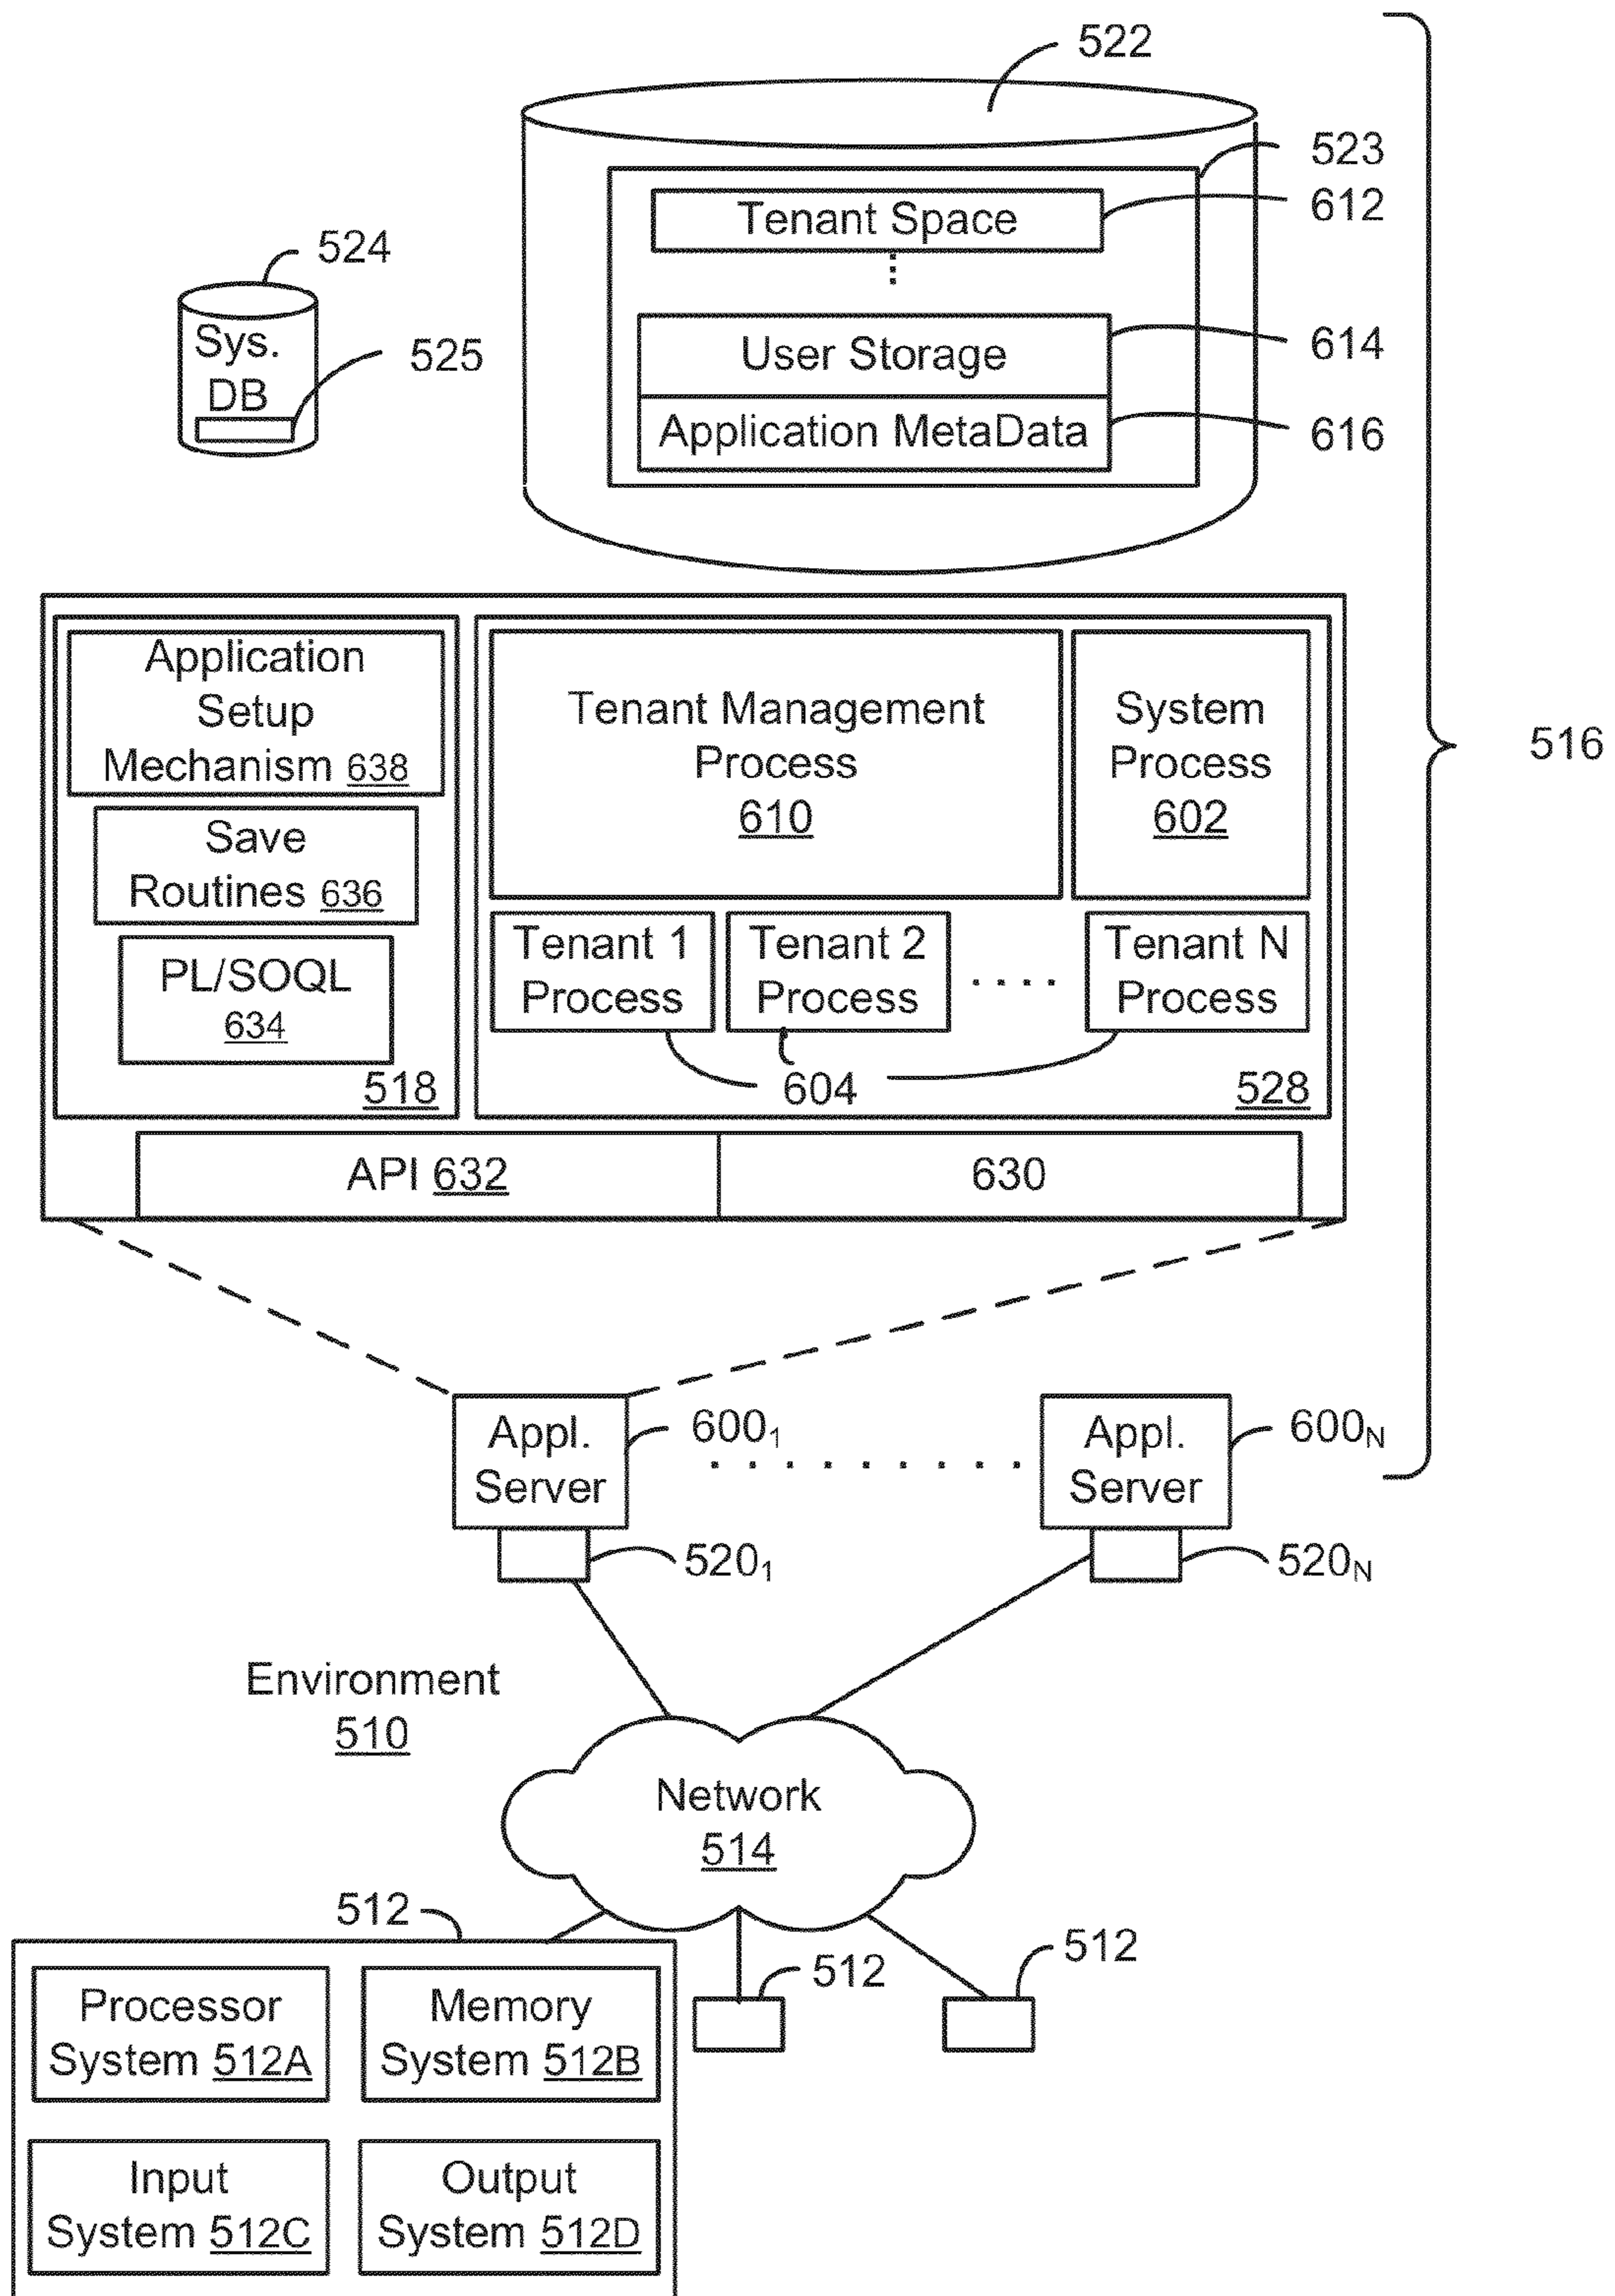 522
523
Tenant Space
612
524
Sys.
DB
525
User Storage
614
Application MetaData
616
Application
Setup
Mechanism 638
Tenant Management
Process
610
System
Process
602
516
Save
Routines 636
PL/SOQL
634
518
Tenant 1
Process
Tenant 2
Process
Tenant N
Process
604
528
API 632
630
Appl.
Server
600₁
Appl.
Server
600N
520₁
520N
Environment
510
Network
514
512
512
512
Processor
System 512A
Memory
System 512B
Input
System 512C
Output
System 512D